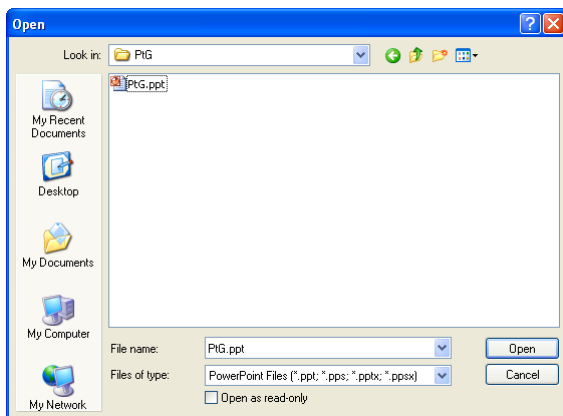 Open
Look in: PtG
PtG.ppt
My Recent
Documents
Desktop
My Documents
My Computer
My Network
File name: PtG.ppt Open
Files of type: PowerPoint Files (*.ppt; *.pps; *.pptx; *.ppsx) Cancel
Open as read-only